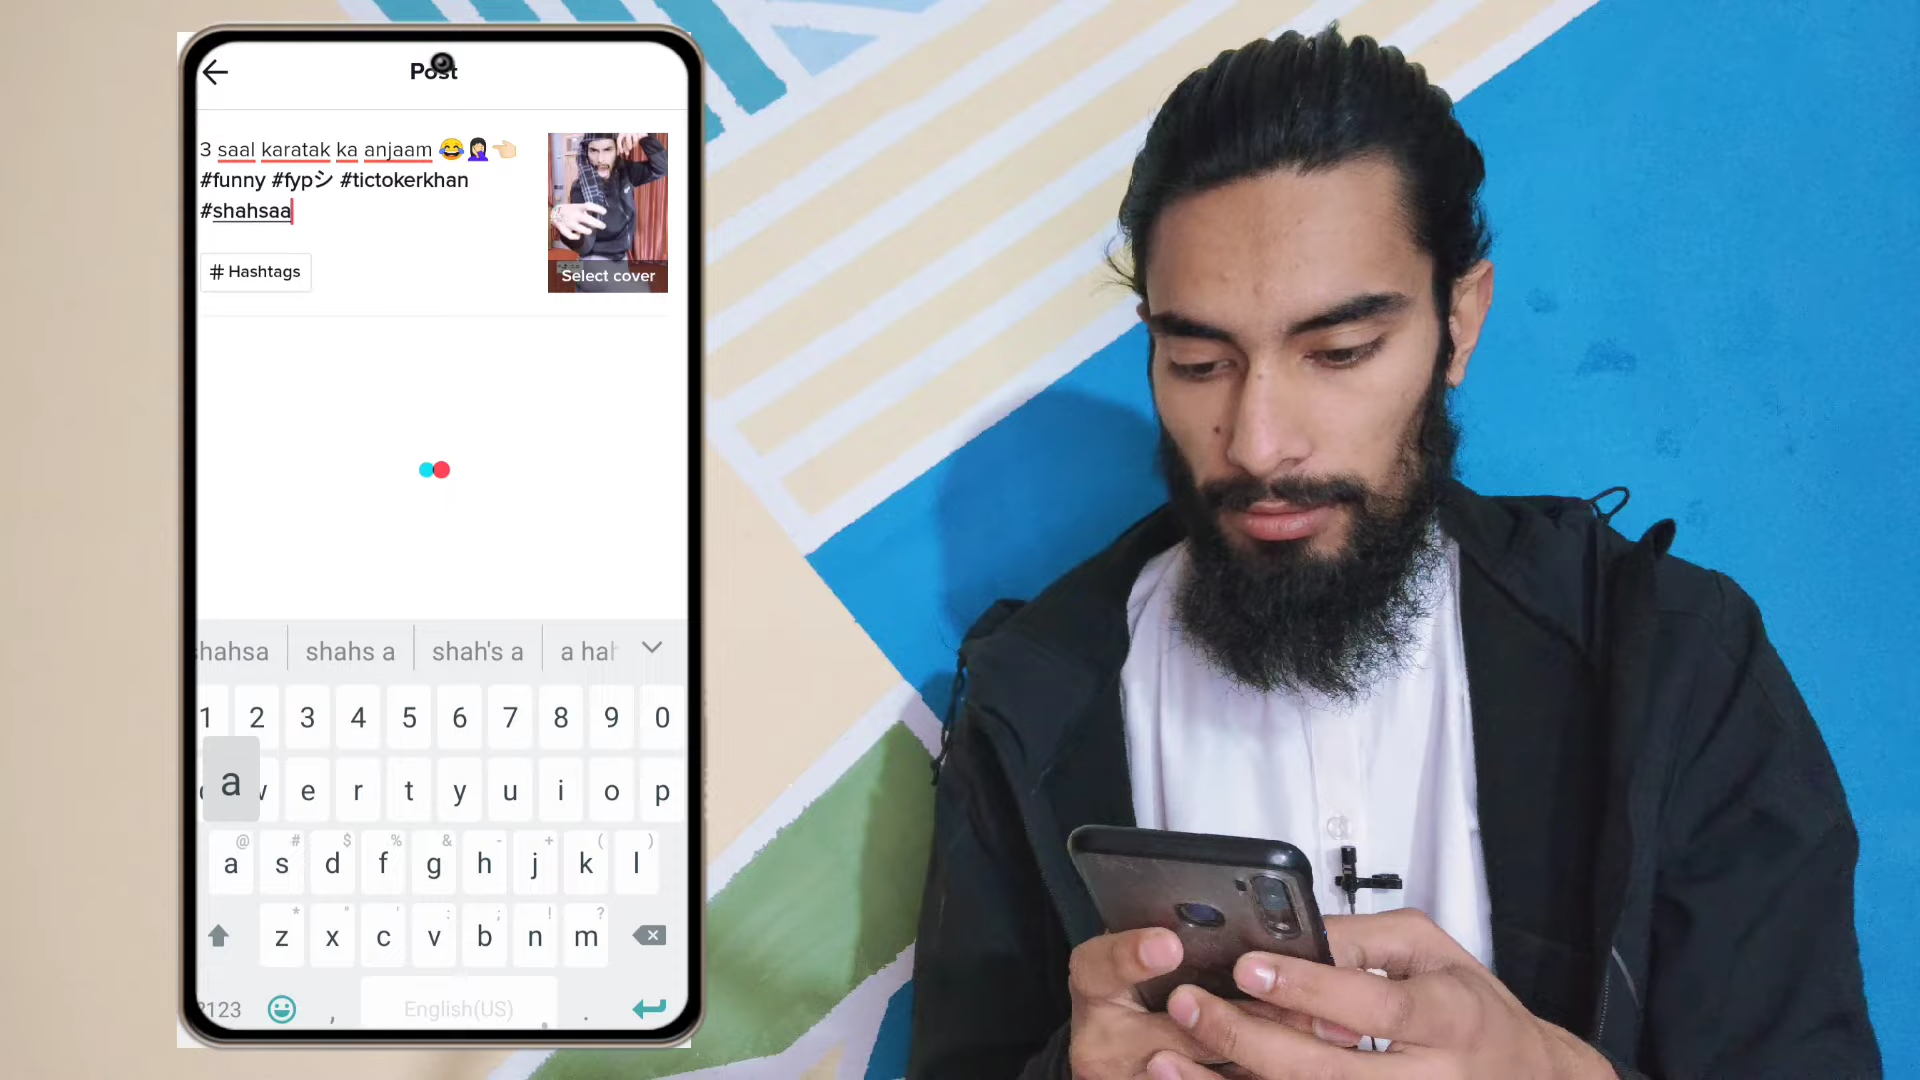 Post
3 saal karatak ka anjaam 😂🤦🏻‍♀️👈🏻
#funny #fypシ #tictokerkhan
#shahsaa
Select cover
# Hashtags
hahsa shahs a shah's a a hah
1 2 3 4 5 6 7 8 9 0
a e r t y u i o p
@ # $ % & - + ( )
a s d f g h j k l
* " ' : ; ! ?
z x c v b n m
?123 , English(US) .